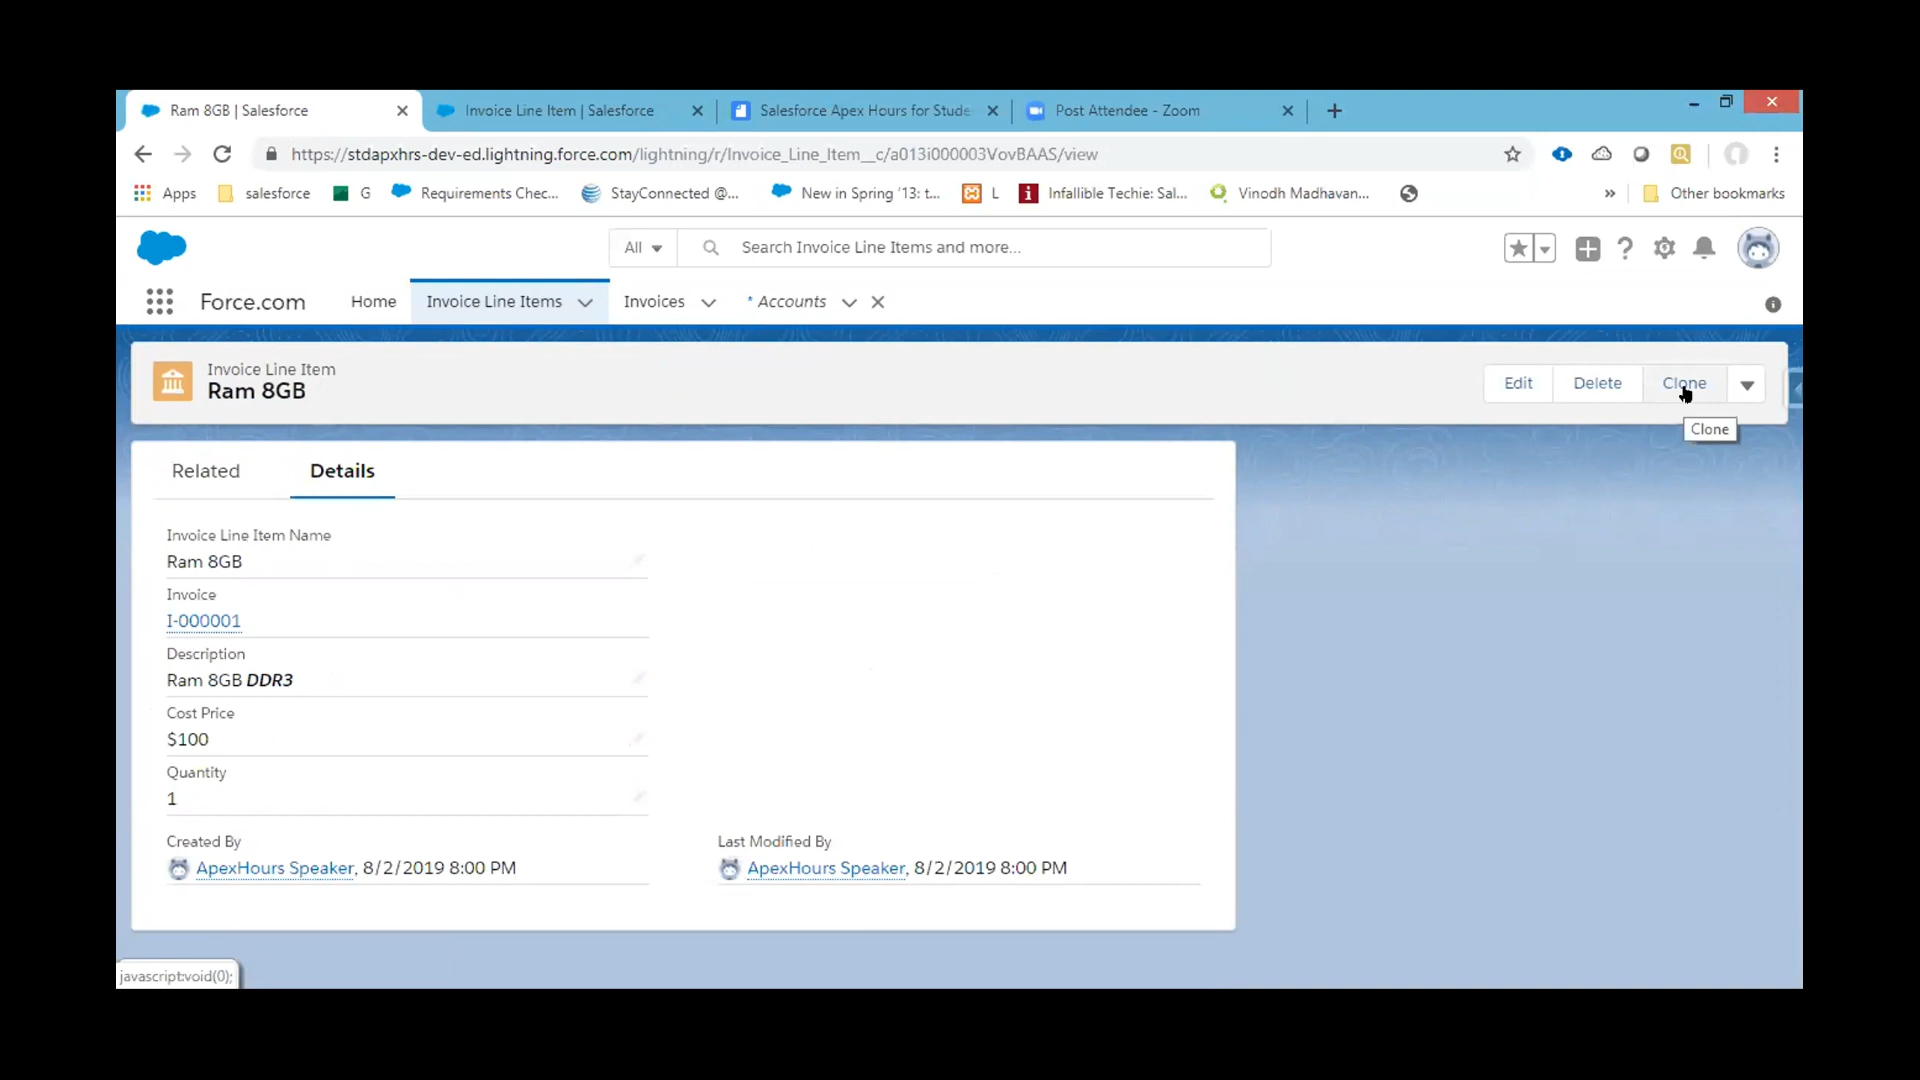 Ram 8GB | Salesforce
Invoice Line Item | Salesforce
Salesforce Apex Hours for Stude
Post Attendee - Zoom
https://stdapxhrs-dev-ed.lightning.force.com/lightning/r/Invoice_Line_Item__c/a013i000003VovBAAS/view
Apps
salesforce
G
Requirements Chec...
StayConnected @...
New in Spring '13: t...
L
Infallible Techie: Sal...
Vinodh Madhavan...
»
Other bookmarks
All
Search Invoice Line Items and more...
Force.com
Home
Invoice Line Items
Invoices
* Accounts
Invoice Line Item
Ram 8GB
Edit
Delete
Clone
Clone
Related
Details
Invoice Line Item Name
Ram 8GB
Invoice
I-000001
Description
Ram 8GB DDR3
Cost Price
$100
Quantity
1
Created By
Last Modified By
ApexHours Speaker, 8/2/2019 8:00 PM
ApexHours Speaker, 8/2/2019 8:00 PM
javascript:void(0);